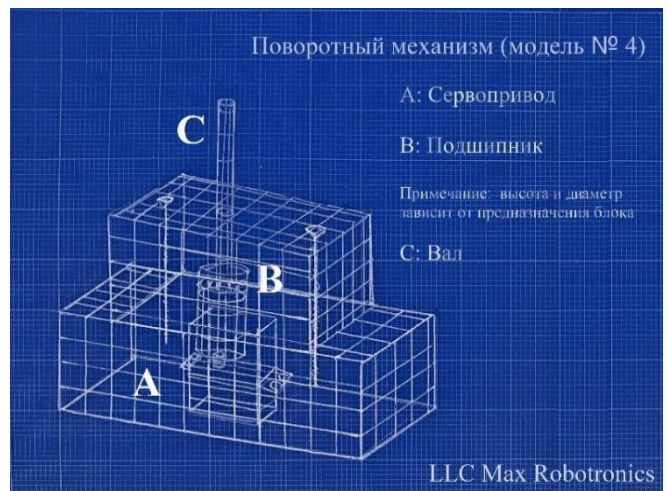 Поворотный механизм (модель № 4)
A: Сервопривод
B: Подшипник
Примечание: высота и диаметр
зависит от предназначения блока
C: Вал
C
B
A
LLC Max Robotronics